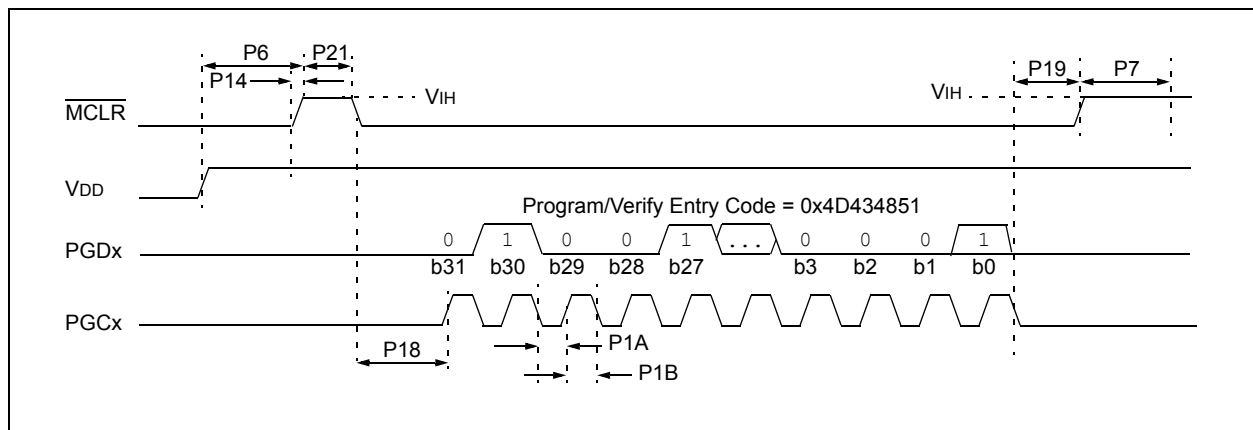 P6 P21
P14
VIH
VIH
P19 P7
MCLR
VDD
Program/Verify Entry Code = 0x4D434851
PGDx
0 1 0 0 1 ... 0 0 0 1
b31 b30 b29 b28 b27 b3 b2 b1 b0
PGCx
P18
P1A
P1B